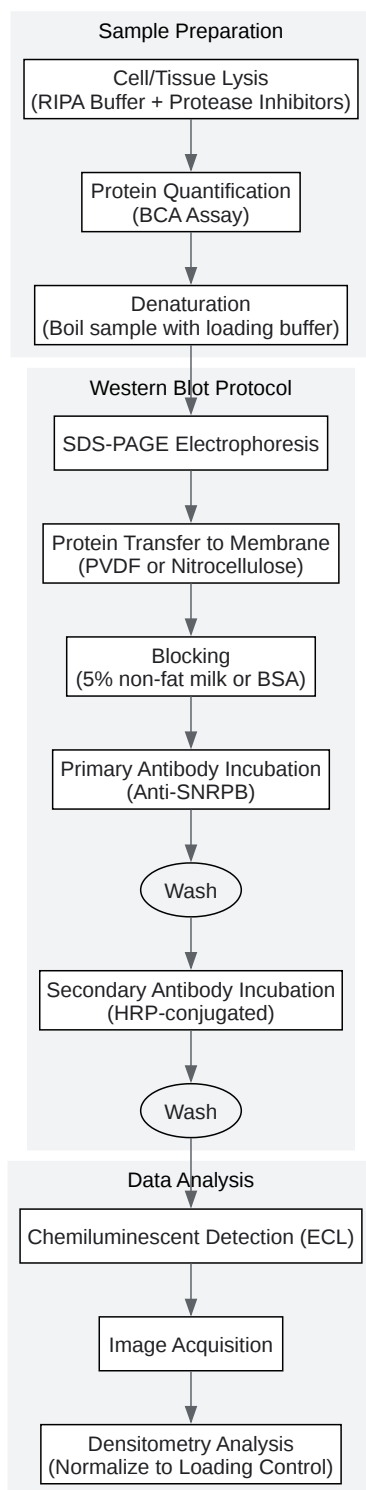 Sample Preparation
Cell/Tissue Lysis
(RIPA Buffer + Protease Inhibitors)
Protein Quantification
(BCA Assay)
Denaturation
(Boil sample with loading buffer)
Western Blot Protocol
SDS-PAGE Electrophoresis
Protein Transfer to Membrane
(PVDF or Nitrocellulose)
Blocking
(5% non-fat milk or BSA)
Primary Antibody Incubation
(Anti-SNRPB)
Wash
Secondary Antibody Incubation
(HRP-conjugated)
Wash
Data Analysis
Chemiluminescent Detection (ECL)
Image Acquisition
Densitometry Analysis
(Normalize to Loading Control)